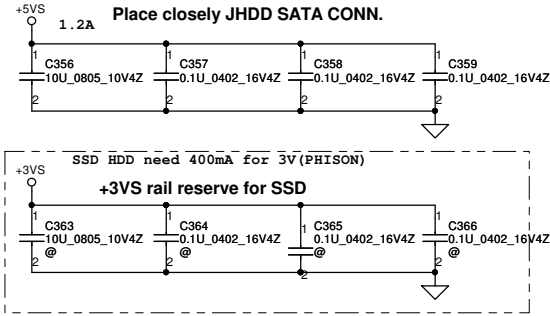 +5VS
Place closely JHDD SATA CONN.
1.2A
1 1 1 1
C356 C357 C358 C359
10U_0805_10V4Z 0.1U_0402_16V4Z 0.1U_0402_16V4Z 0.1U_0402_16V4Z
2 2 2 2
SSD HDD need 400mA for 3V(PHISON)
+3VS
+3VS rail reserve for SSD
1 1 1 1
C363 C364 C365 C366
10U_0805_10V4Z 0.1U_0402_16V4Z 0.1U_0402_16V4Z 0.1U_0402_16V4Z
@ @ @ @
2 2 2 2